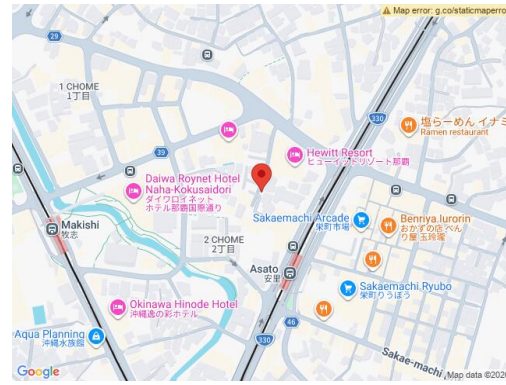 Map error: g.co/staticmaperro
29
1 CHOME
1丁目
330
塩らーめん イナミ
Ramen restaurant
39
Hewitt Resort
ヒューイットリゾート那覇
Daiwa Roynet Hotel
Naha-Kokusaidori
ダイワロイネット
ホテル那覇国際通り
Makishi
牧志
Sakaemachi Arcade
栄町市場
Benriya Iurorin
おかずの店 べん
り屋 玉玲瓏
2 CHOME
2丁目
Asato
安里
Sakaemachi Ryubo
栄町りうぼう
Okinawa Hinode Hotel
沖縄逸の彩ホテル
46
Aqua Planning
沖縄水族館
330
Sakae-machi
Google
Map data ©2020